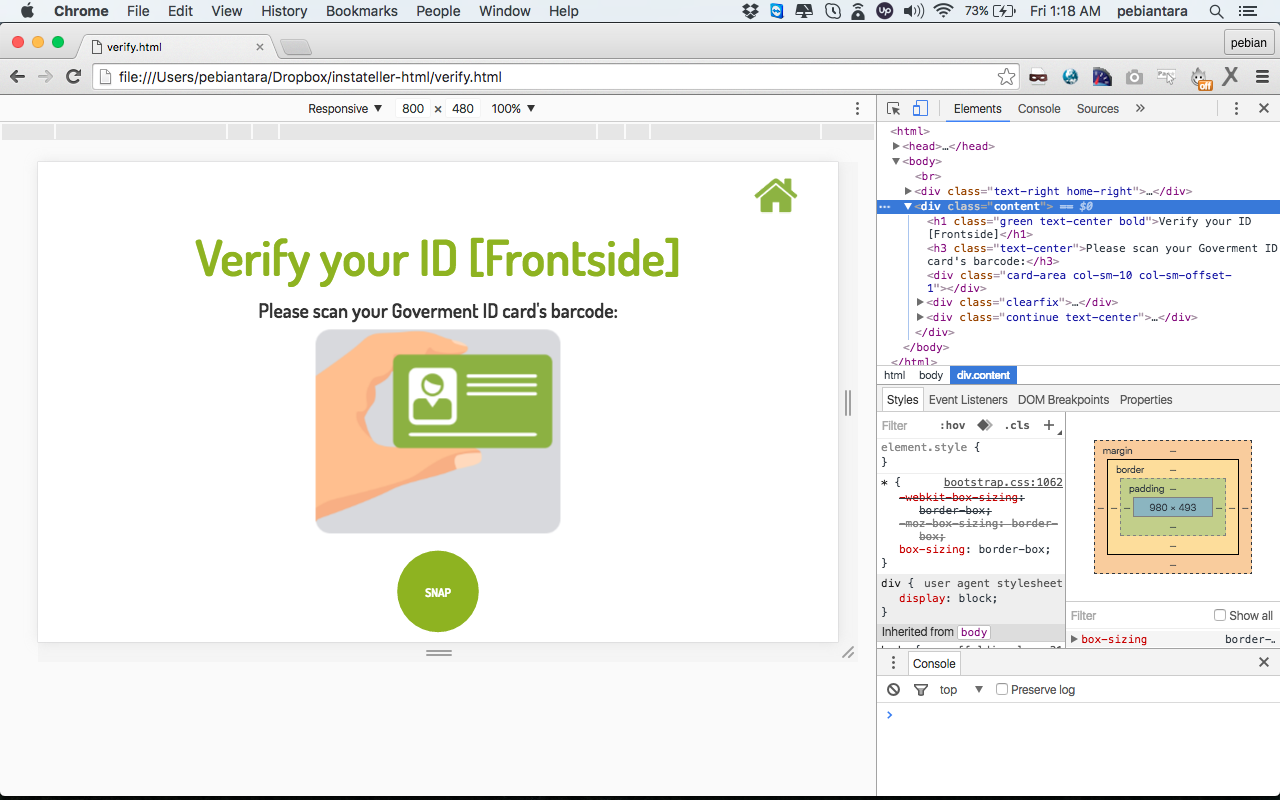 Chrome File Edit View History Bookmarks People Window Help 73% Fri 1:18 AM pebiantara
verify.html
pebian
file:///Users/pebiantara/Dropbox/instateller-html/verify.html
off
Responsive ▼ 800 × 480 100% ▼
Verify your ID [Frontside]
Please scan your Goverment ID card's barcode:
SNAP
Elements Console Sources »
<html>
▶<head>…</head>
▼<body>
<br>
▶<div class="text-right home-right">…</div>
••• ▼<div class="content"> == $0
<h1 class="green text-center bold">Verify your ID
[Frontside]</h1>
<h3 class="text-center">Please scan your Goverment ID
card's barcode:</h3>
<div class="card-area col-sm-10 col-sm-offset-
1"></div>
▶<div class="clearfix">…</div>
▶<div class="continue text-center">…</div>
</div>
</body>
</html>
html body div.content
Styles Event Listeners DOM Breakpoints Properties
Filter :hov .cls +
element.style {
}
* { bootstrap.css:1062
-webkit-box-sizing:
border-box;
-moz-box-sizing: border-
box;
box-sizing: border-box;
}
div { user agent stylesheet
display: block;
}
Inherited from body
margin –
border –
padding –
– – – 980 × 493 – – –
–
–
–
Filter Show all
▶ box-sizing border-…
Console
top ▼ Preserve log
>